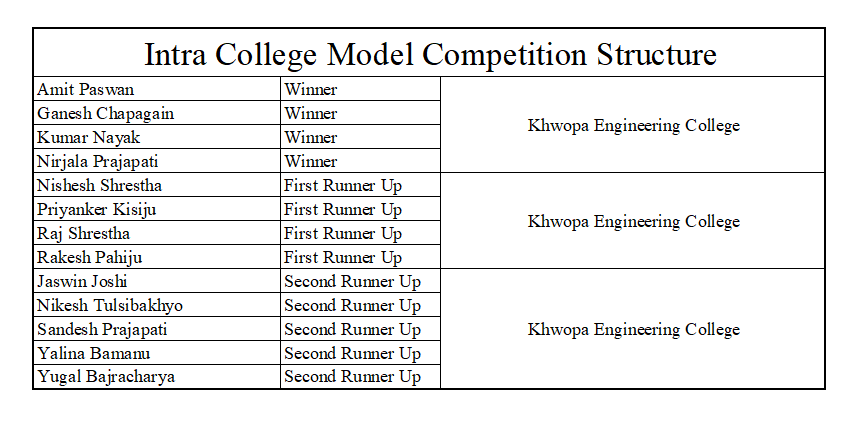 Intra College Model Competition Structure
Amit Paswan Winner
Ganesh Chapagain Winner
Khwopa Engineering College
Kumar Nayak Winner
Nirjala Prajapati Winner
Nishesh Shrestha First Runner Up
Priyanker Kisiju First Runner Up
Khwopa Engineering College
Raj Shrestha First Runner Up
Rakesh Pahiju First Runner Up
Jaswin Joshi Second Runner Up
Nikesh Tulsibakhyo Second Runner Up
Sandesh Prajapati Second Runner Up Khwopa Engineering College
Yalina Bamanu Second Runner Up
Yugal Bajracharya Second Runner Up